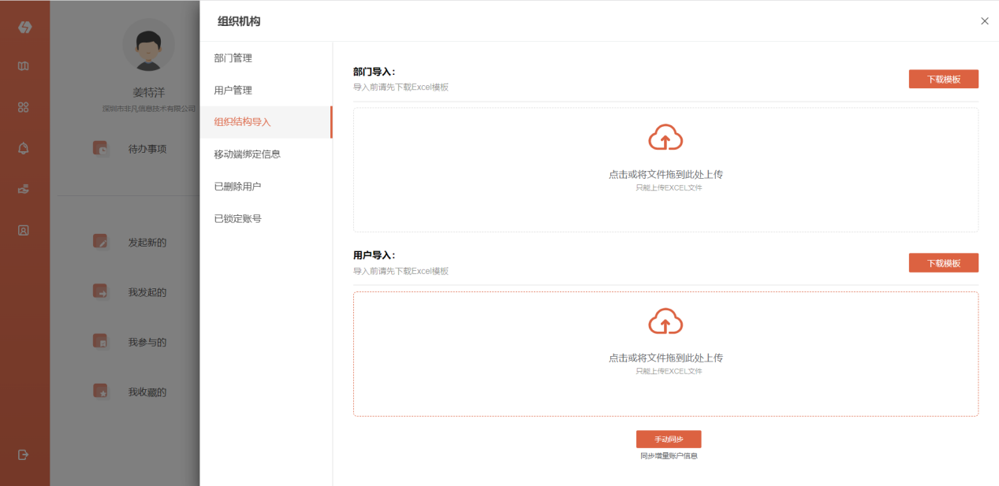 组织机构
姜特洋
深圳市非凡信息技术有限公司
待办事项
发起新的
我发起的
我参与的
我收藏的
部门管理
用户管理
组织结构导入
移动端绑定信息
已删除用户
已锁定账号
部门导入：
导入前请先下载Excel模板
下载模板
点击或将文件拖到此处上传
只能上传EXCEL文件
用户导入：
导入前请先下载Excel模板
下载模板
点击或将文件拖到此处上传
只能上传EXCEL文件
手动同步
同步增量账户信息